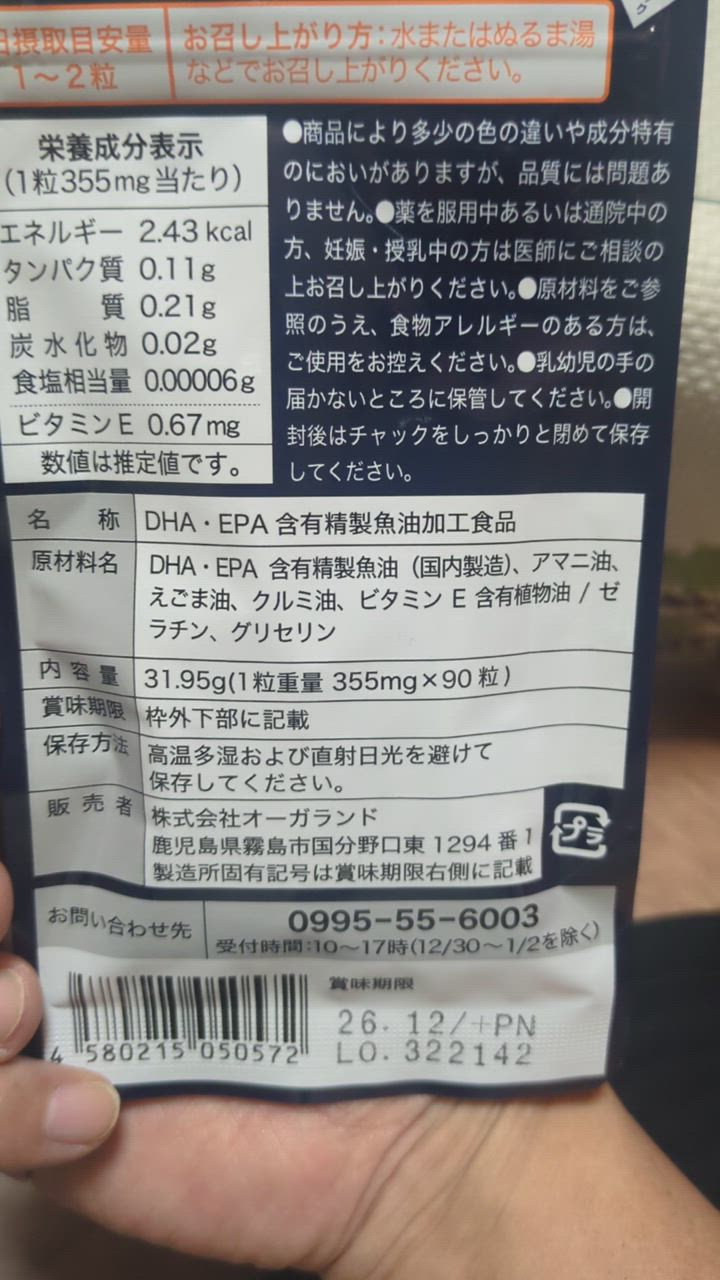 日摂取目安量
1〜2粒
お召し上がり方：水またはぬるま湯
などでお召し上がりください。
栄養成分表示
(1粒355mg当たり)
エネルギー 2.43 kcal
タンパク質 0.11g
脂質 0.21g
炭水化物 0.02g
食塩相当量 0.00006g
ビタミンE 0.67mg
数値は推定値です。
●商品により多少の色の違いや成分特有
のにおいがありますが、品質には問題あ
りません。●薬を服用中あるいは通院中の
方、妊娠・授乳中の方は医師にご相談の
上お召し上がりください。●原材料をご参
照のうえ、食物アレルギーのある方は、
ご使用をお控えください。●乳幼児の手の
届かないところに保管してください。●開
封後はチャックをしっかりと閉めて保存
してください。
名称 DHA・EPA 含有精製魚油加工食品
原材料名 DHA・EPA 含有精製魚油（国内製造）、アマニ油、
えごま油、クルミ油、ビタミン E 含有植物油 / ゼ
ラチン、グリセリン
内容量 31.95g(1粒重量 355mg×90粒)
賞味期限 枠外下部に記載
保存方法 高温多湿および直射日光を避けて
保存してください。
販売者 株式会社オーガランド
鹿児島県霧島市国分野口東 1294 番 1
製造所固有記号は賞味期限右側に記載
プラ
お問い合わせ先 0995-55-6003
受付時間:10〜17時(12/30〜1/2を除く)
賞味期限
26. 12/+PN
LO. 322142
4 580215 050572